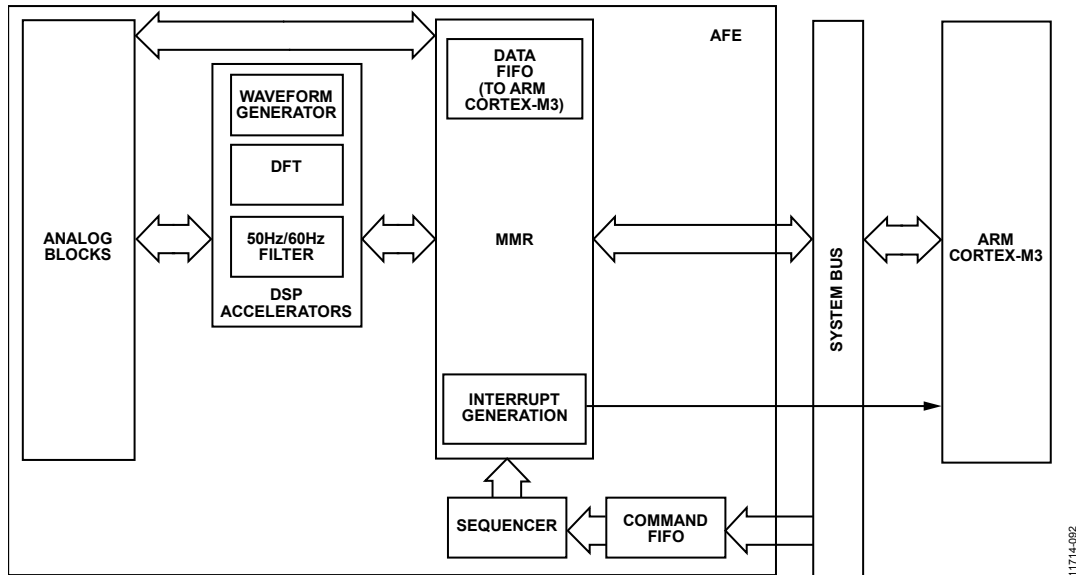 AFE
DATA
FIFO
(TO ARM
CORTEX-M3)
WAVEFORM
GENERATOR
DFT
50Hz/60Hz
FILTER
DSP
ACCELERATORS
ANALOG
BLOCKS
MMR
SYSTEM BUS
ARM
CORTEX-M3
INTERRUPT
GENERATION
SEQUENCER
COMMAND
FIFO
11714-092